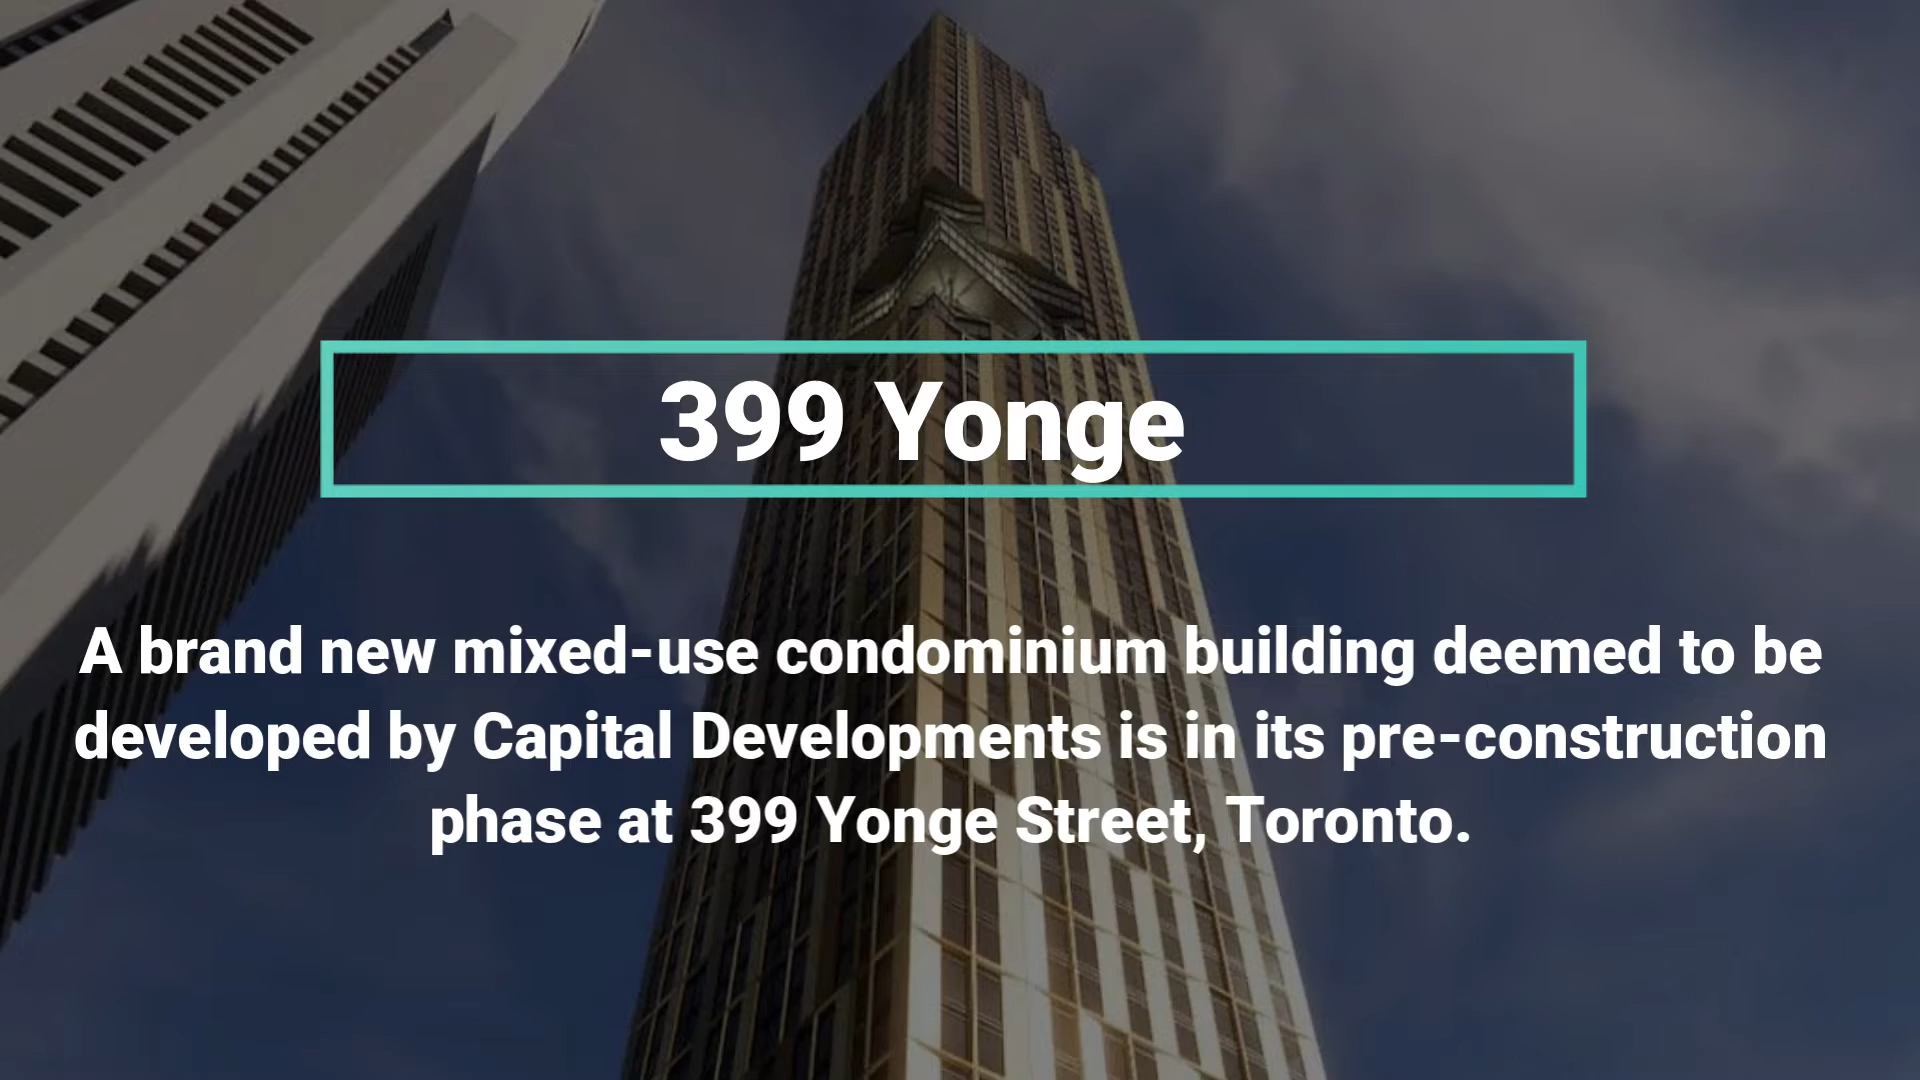 399 Yonge
A brand new mixed-use condominium building deemed to be
developed by Capital Developments is in its pre-construction
phase at 399 Yonge Street, Toronto.